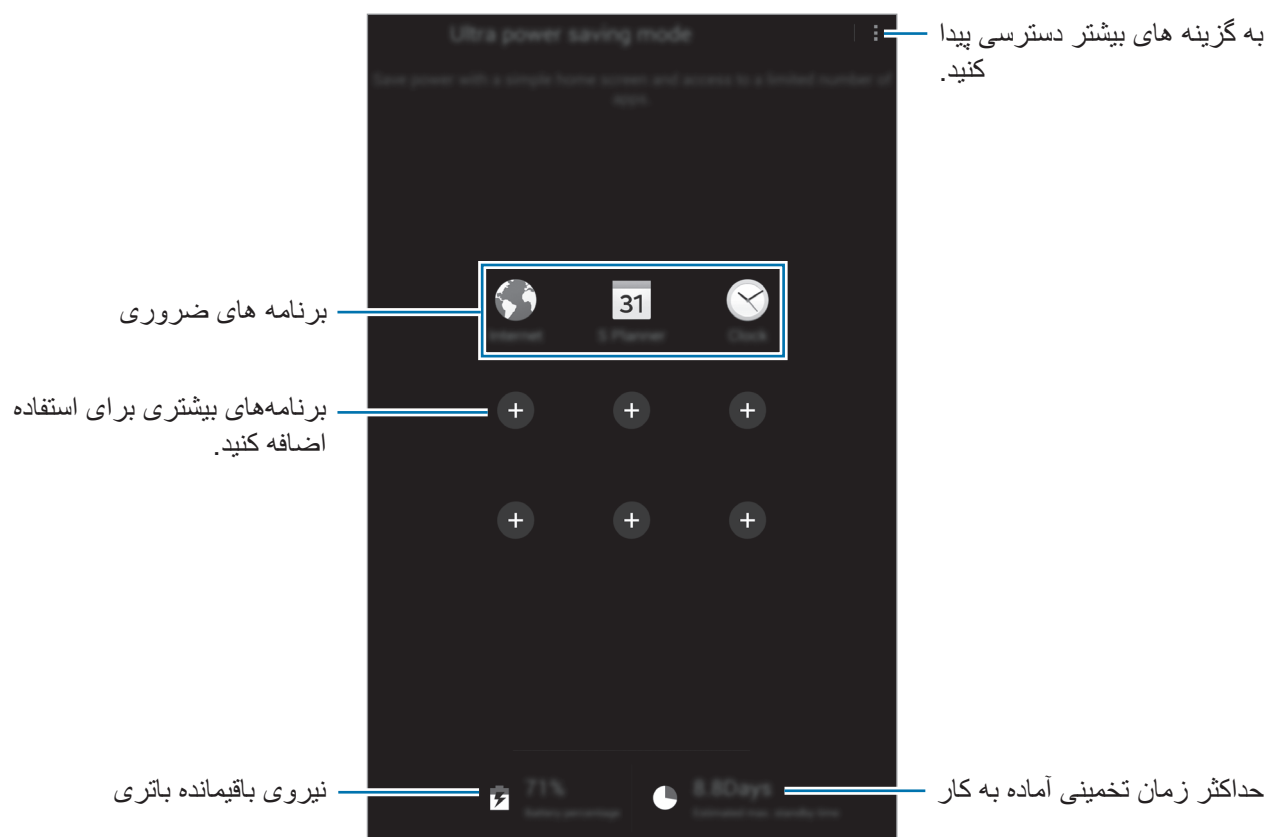 Ultra power saving mode
به گزینه های بیشتر دسترسی پیدا
کنید.
Save power with a simple home screen and access to a limited number of
apps.
31
برنامه های ضروری
Internet
S Planner
Clock
برنامه‌های بیشتری برای استفاده
اضافه کنید.
+ + +
+ + +
نیروی باقیمانده باتری
71%
Battery percentage
8.8Days
Estimated max. standby time
حداکثر زمان تخمینی آماده به کار